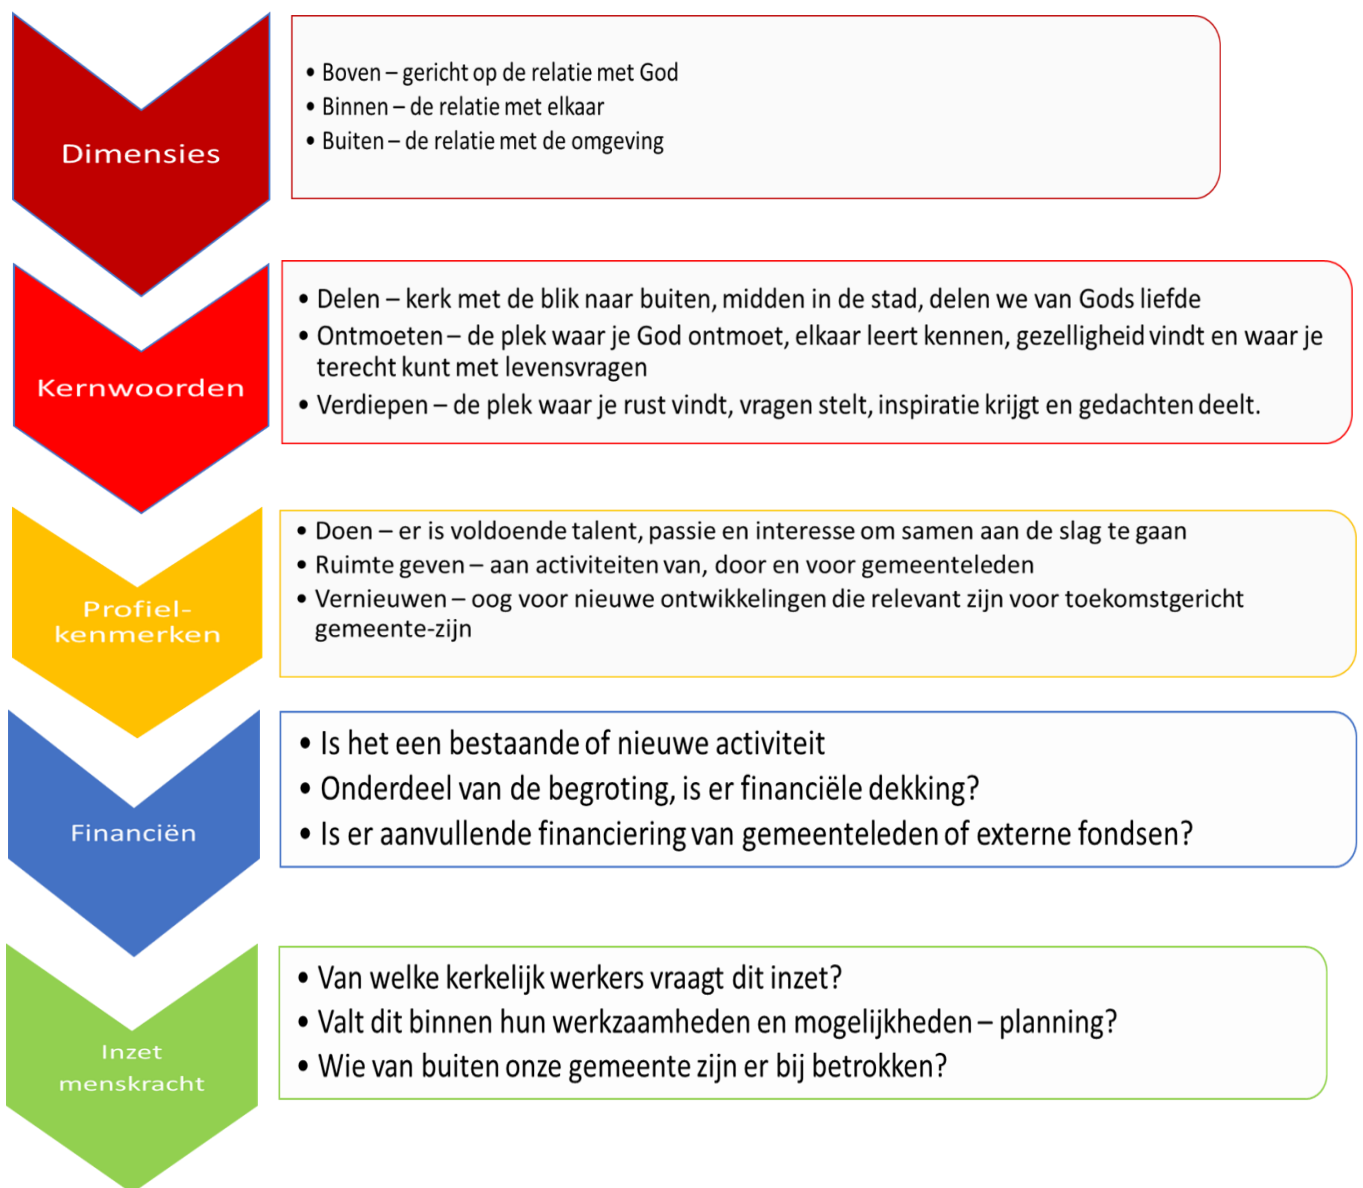 Dimensies
• Boven – gericht op de relatie met God
• Binnen – de relatie met elkaar
• Buiten – de relatie met de omgeving
Kernwoorden
• Delen – kerk met de blik naar buiten, midden in de stad, delen we van Gods liefde
• Ontmoeten – de plek waar je God ontmoet, elkaar leert kennen, gezelligheid vindt en waar je
terecht kunt met levensvragen
• Verdiepen – de plek waar je rust vindt, vragen stelt, inspiratie krijgt en gedachten deelt.
Profiel-
kenmerken
• Doen – er is voldoende talent, passie en interesse om samen aan de slag te gaan
• Ruimte geven – aan activiteiten van, door en voor gemeenteleden
• Vernieuwen – oog voor nieuwe ontwikkelingen die relevant zijn voor toekomstgericht
gemeente-zijn
Financiën
• Is het een bestaande of nieuwe activiteit
• Onderdeel van de begroting, is er financiële dekking?
• Is er aanvullende financiering van gemeenteleden of externe fondsen?
Inzet
menskracht
• Van welke kerkelijk werkers vraagt dit inzet?
• Valt dit binnen hun werkzaamheden en mogelijkheden – planning?
• Wie van buiten onze gemeente zijn er bij betrokken?